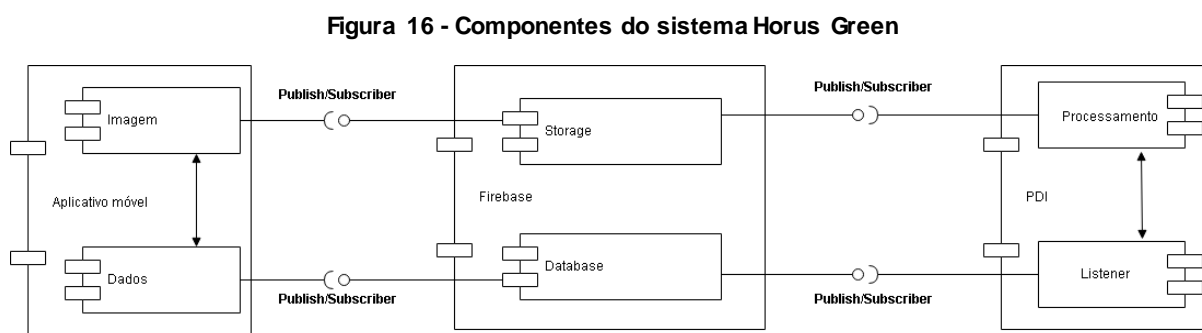 Figura 16 - Componentes do sistema Horus Green
Publish/Subscriber
Publish/Subscriber
Imagem
Storage
Processamento
Aplicativo móvel
Firebase
PDI
Dados
Database
Listener
Publish/Subscriber
Publish/Subscriber